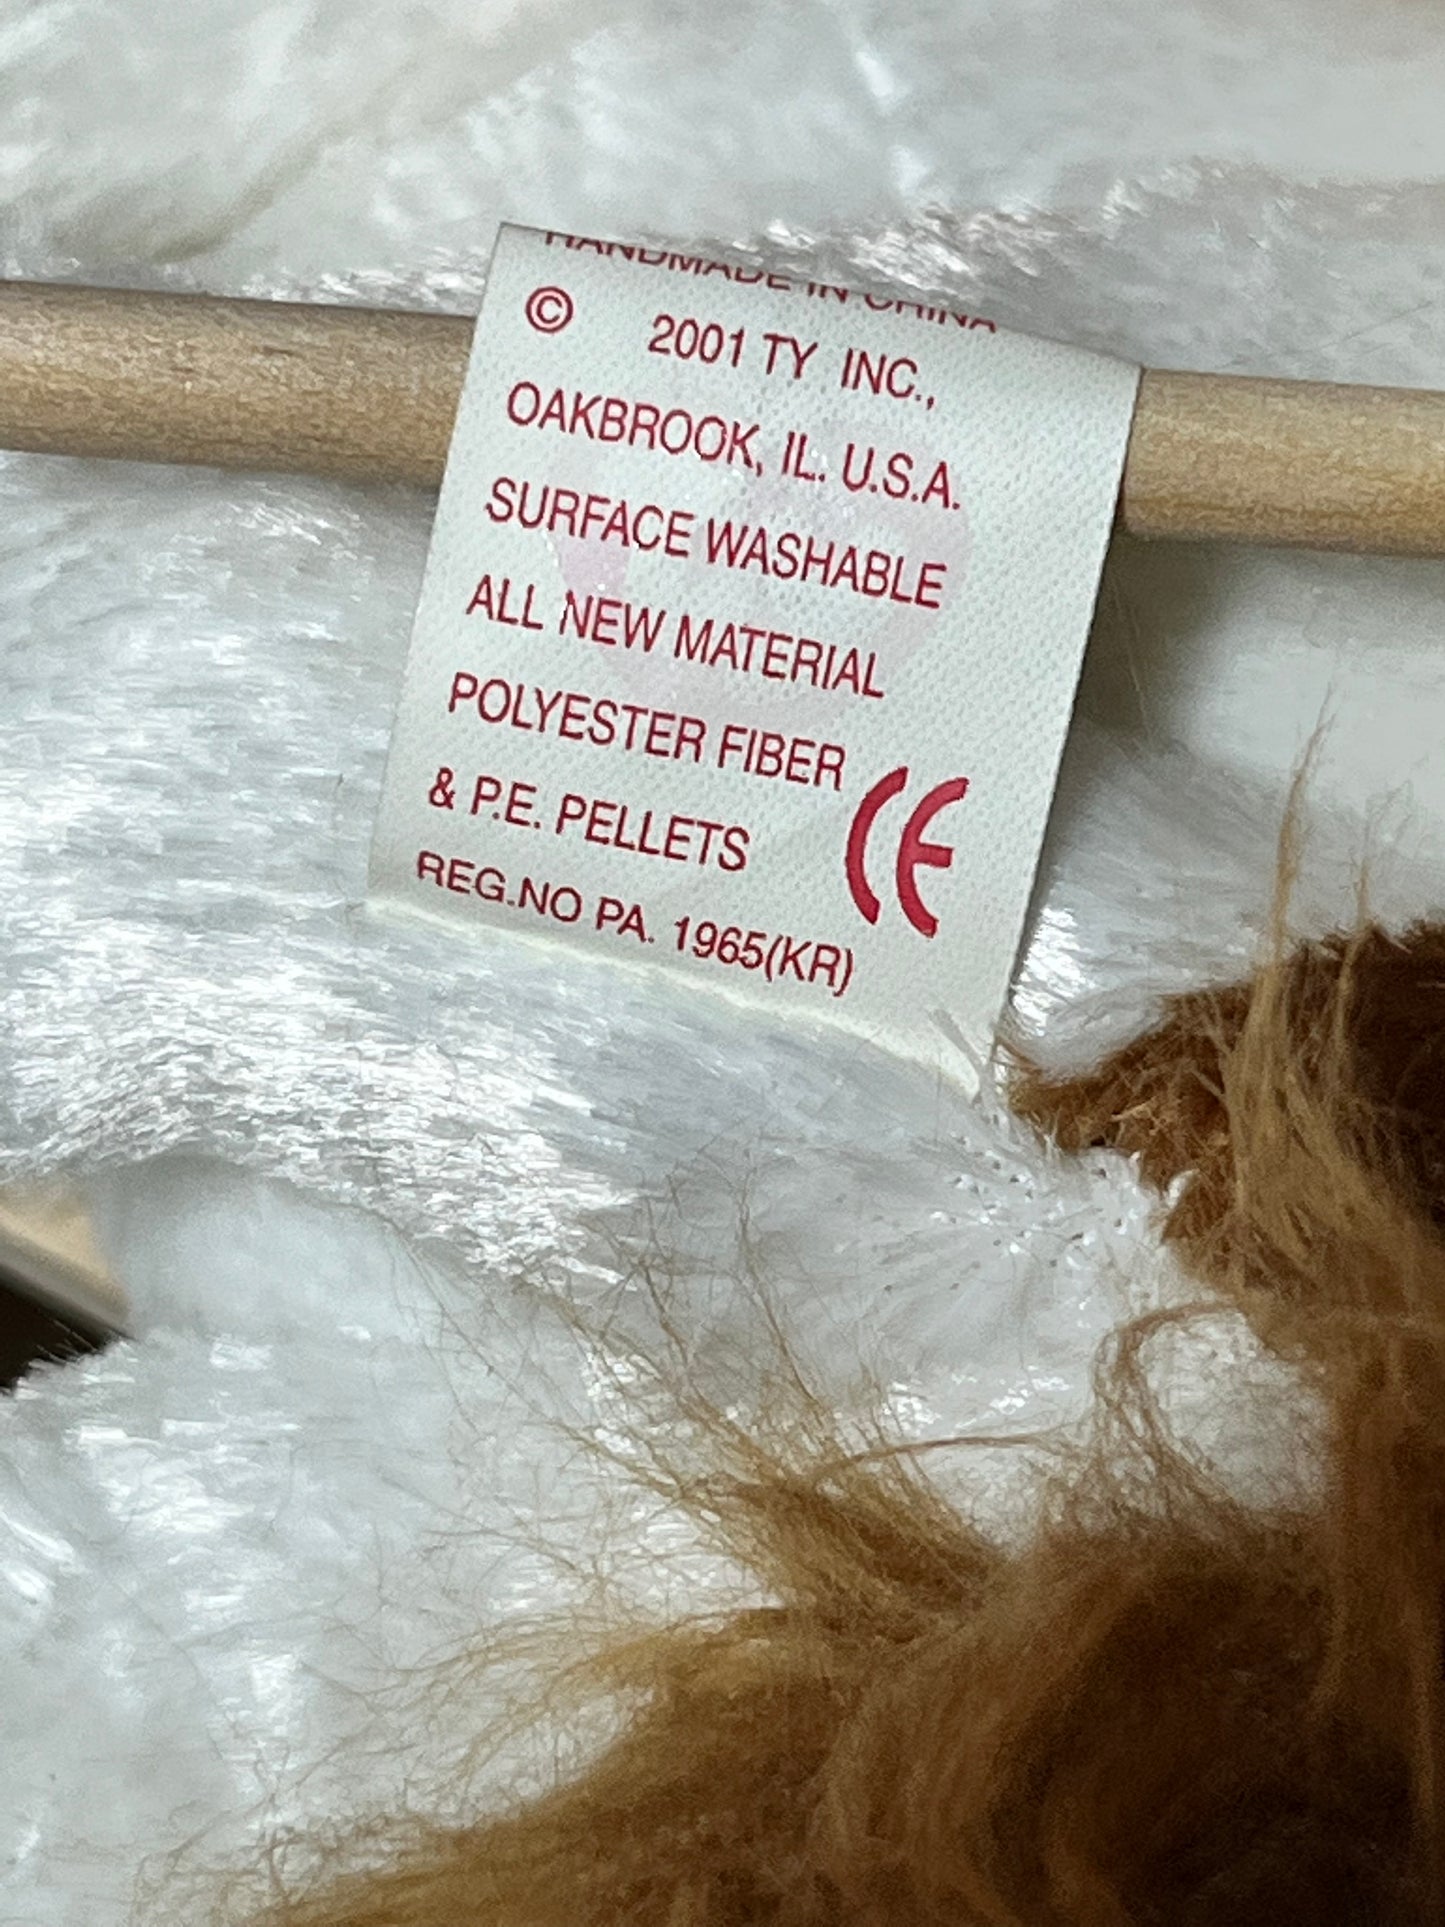 HANDMADE IN CHINA
© 2001 TY INC.,
OAKBROOK, IL. U.S.A.
SURFACE WASHABLE
ALL NEW MATERIAL
POLYESTER FIBER
& P.E. PELLETS
CE
REG.NO PA. 1965(KR)